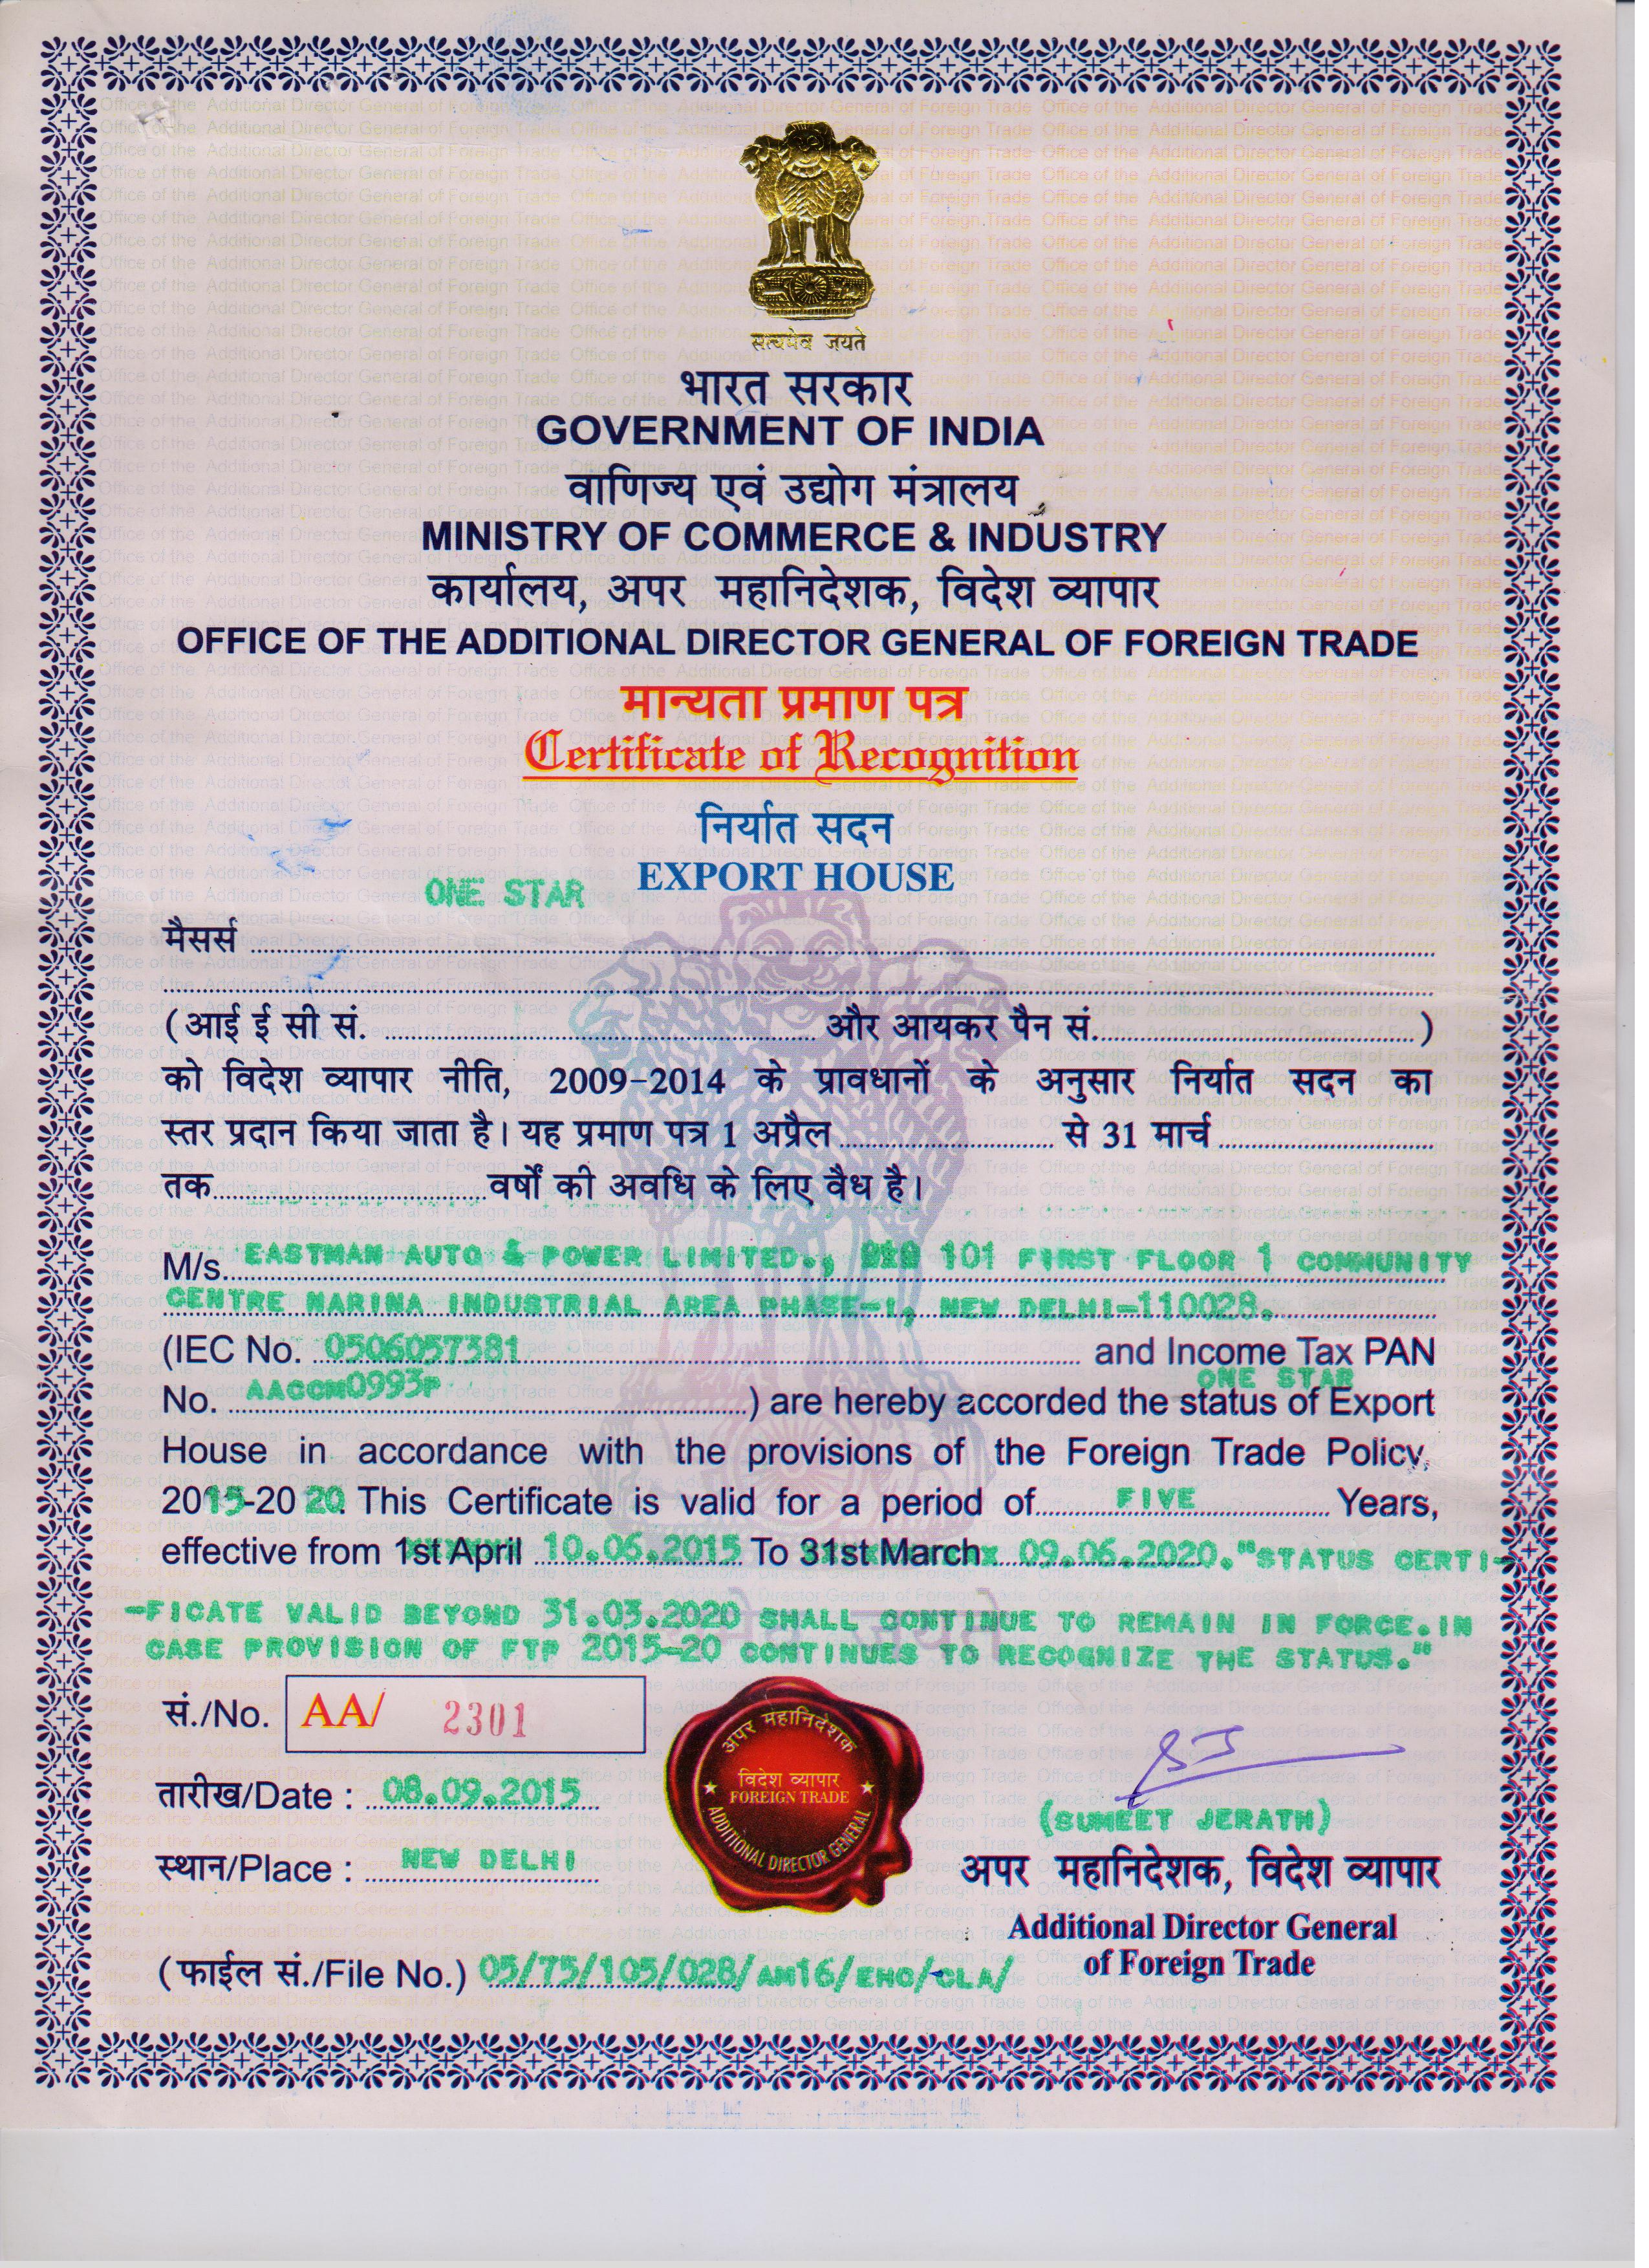 सत्यमेव जयते
भारत सरकार
GOVERNMENT OF INDIA
वाणिज्य एवं उद्योग मंत्रालय
MINISTRY OF COMMERCE & INDUSTRY
कार्यालय, अपर महानिदेशक, विदेश व्यापार
OFFICE OF THE ADDITIONAL DIRECTOR GENERAL OF FOREIGN TRADE
मान्यता प्रमाण पत्र
Certificate of Recognition
निर्यात सदन
ONE STAR EXPORT HOUSE
मैसर्स
(आई ई सी सं. और आयकर पैन सं. )
को विदेश व्यापार नीति, 2009-2014 के प्रावधानों के अनुसार निर्यात सदन का
स्तर प्रदान किया जाता है। यह प्रमाण पत्र 1 अप्रैल से 31 मार्च
तक वर्षों की अवधि के लिए वैध है।
M/s. EASTMAN AUTO & POWER LIMITED., 101 FIRST FLOOR 1 COMMUNITY
CENTRE NARINA INDUSTRIAL AREA PHASE-1, NEW DELHI-110028.
(IEC No. 0506057381 and Income Tax PAN
ONE STAR
No. AACCM0993F ) are hereby accorded the status of Export
House in accordance with the provisions of the Foreign Trade Policy,
2015-2020. This Certificate is valid for a period of FIVE Years,
effective from 1st April 10.06.2015 To 31st March 09.06.2020. "STATUS CERTI-
-FICATE VALID BEYOND 31.03.2020 SHALL CONTINUE TO REMAIN IN FORCE. IN
CASE PROVISION OF FTP 2015-20 CONTINUES TO RECOGNIZE THE STATUS."
सं./No. AA/ 2301
अपर महानिदेशक
विदेश व्यापार
FOREIGN TRADE
ADDITIONAL DIRECTOR GENERAL
तारीख/Date : 08.09.2015
(SUMEET JERATH)
स्थान/Place : NEW DELHI
अपर महानिदेशक, विदेश व्यापार
Additional Director General
of Foreign Trade
(फाईल सं./File No.) 05/75/105/028/AM16/EHC/CLA/